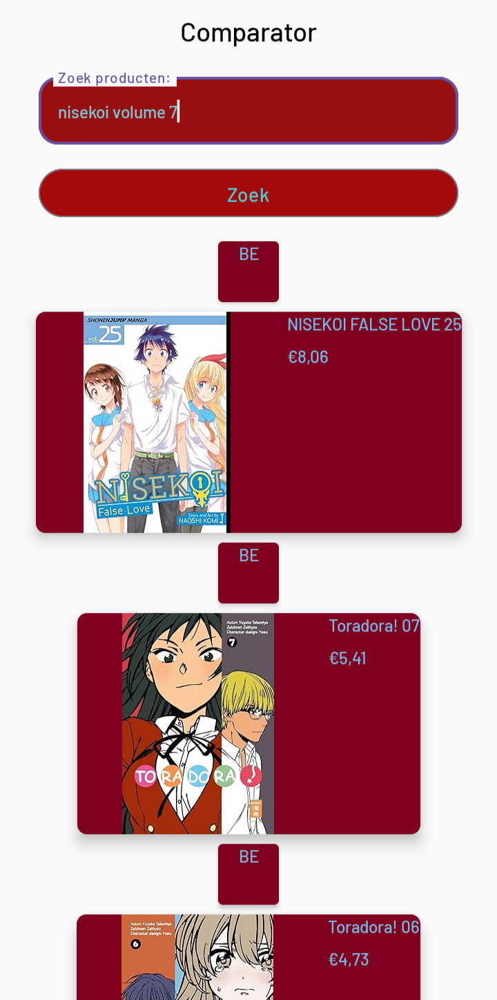 Comparator
Zoek producten:
nisekoi volume 7
Zoek
BE
SHONENJUMP MANGA
vol. 25
NISEKOI
False Love
Story and Art by
NAOSHI KOMI
NISEKOI FALSE LOVE 25
€8,06
BE
Autor: Yuyuko Takemiya
Zeichner: Zekkyou
Character design: Yasu
7
TORADORA!
漫画
Toradora! 07
€5,41
BE
Autor: Yuyuko Takemiya
Zeichner: Zekkyou
Character design: Yasu
6
Toradora! 06
€4,73